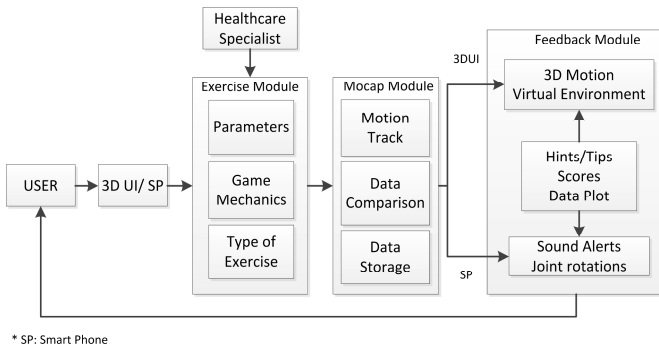 Healthcare
Specialist
Exercise Module
Parameters
Game
Mechanics
Type of
Exercise
Mocap Module
Motion
Track
Data
Comparison
Data
Storage
Feedback Module
3DUI
3D Motion
Virtual Environment
Hints/Tips
Scores
Data Plot
Sound Alerts
Joint rotations
SP
USER
3D UI/ SP
* SP: Smart Phone